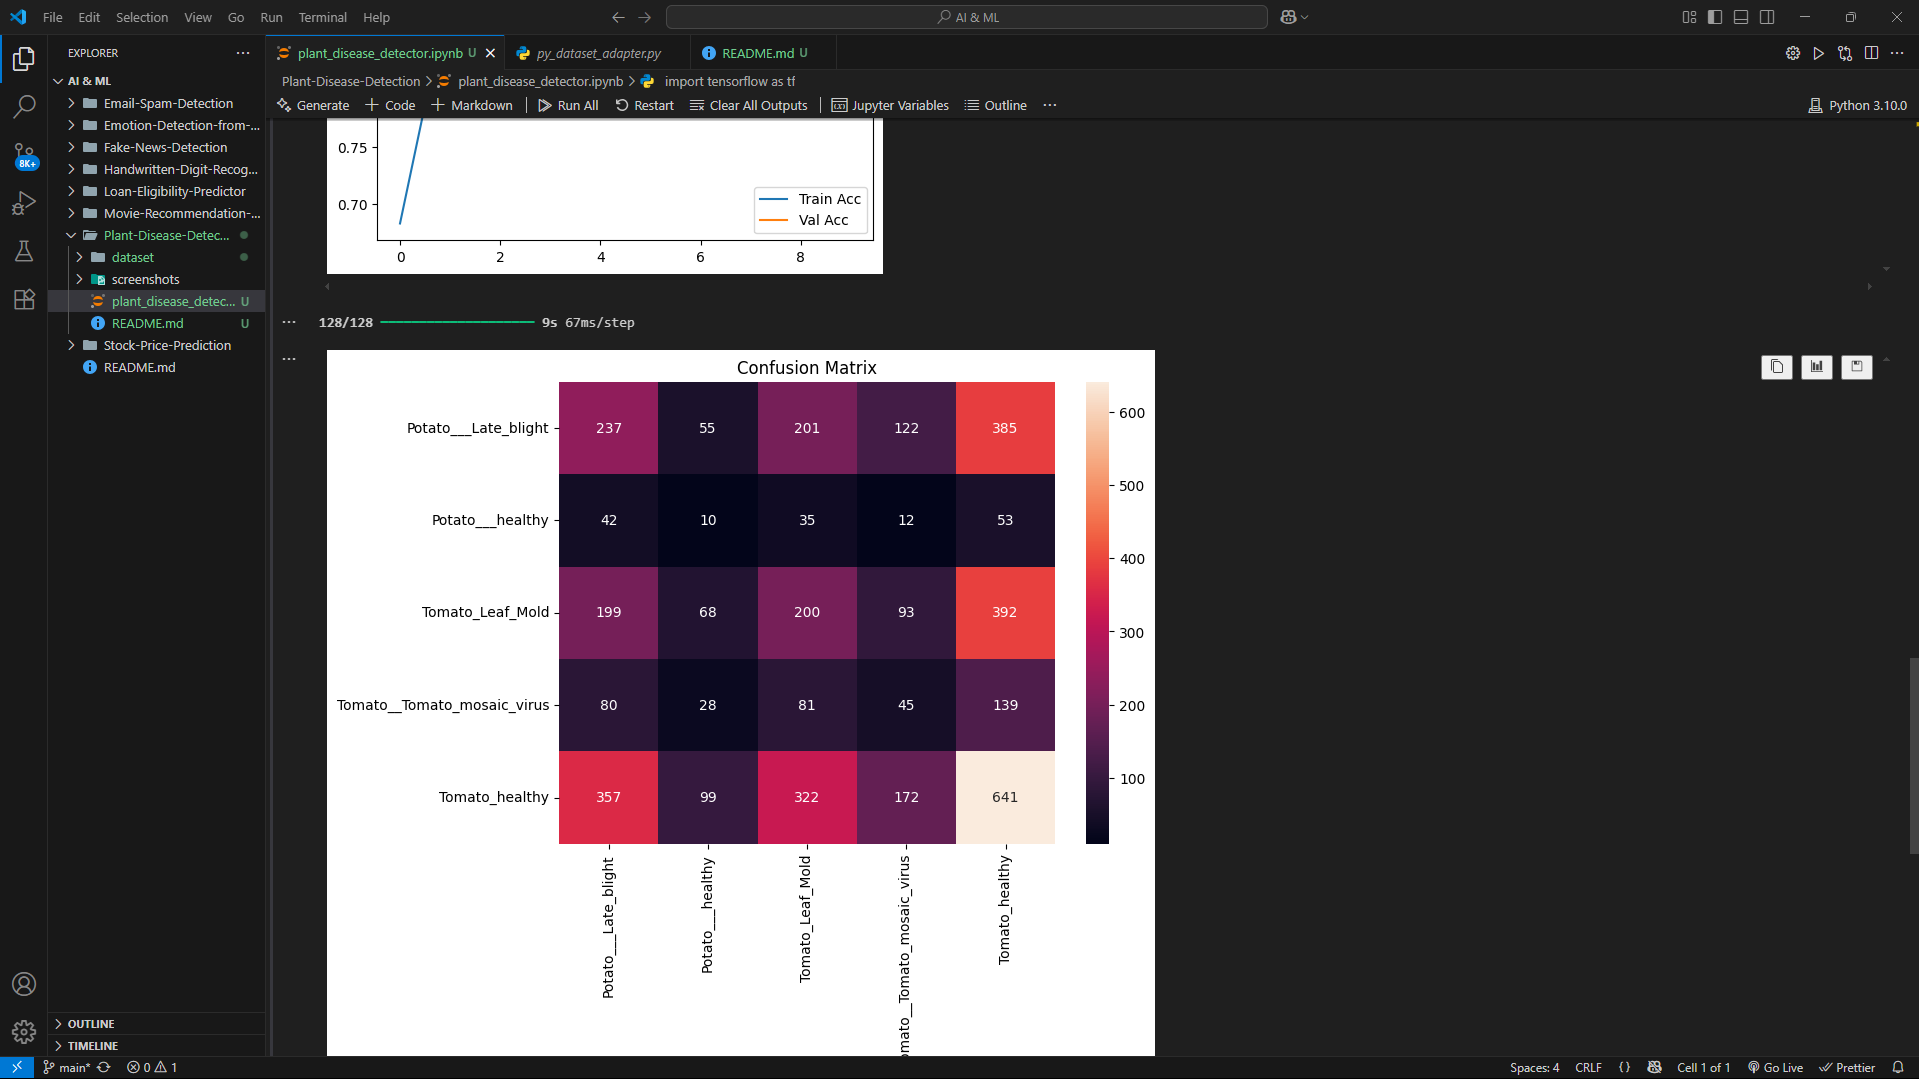 File Edit Selection View Go Run Terminal Help
AI & ML
EXPLORER
AI & ML
Email-Spam-Detection
Emotion-Detection-from-...
Fake-News-Detection
Handwritten-Digit-Recog...
Loan-Eligibility-Predictor
Movie-Recommendation-...
Plant-Disease-Detec...
dataset
screenshots
plant_disease_detec... U
README.md U
Stock-Price-Prediction
README.md
8K+
OUTLINE
TIMELINE
plant_disease_detector.ipynb U
py_dataset_adapter.py
README.md U
Plant-Disease-Detection > plant_disease_detector.ipynb > import tensorflow as tf
Generate + Code + Markdown Run All Restart Clear All Outputs Jupyter Variables Outline ...
Python 3.10.0
0.75
0.70
Train Acc
Val Acc
0 2 4 6 8
128/128 9s 67ms/step
Confusion Matrix
Potato___Late_blight 237 55 201 122 385
Potato___healthy 42 10 35 12 53
Tomato_Leaf_Mold 199 68 200 93 392
Tomato__Tomato_mosaic_virus 80 28 81 45 139
Tomato_healthy 357 99 322 172 641
600
500
400
300
200
100
Potato___Late_blight
Potato___healthy
Tomato_Leaf_Mold
omato__Tomato_mosaic_virus
Tomato_healthy
main* 0 1
Spaces: 4 CRLF {} Cell 1 of 1 Go Live Prettier